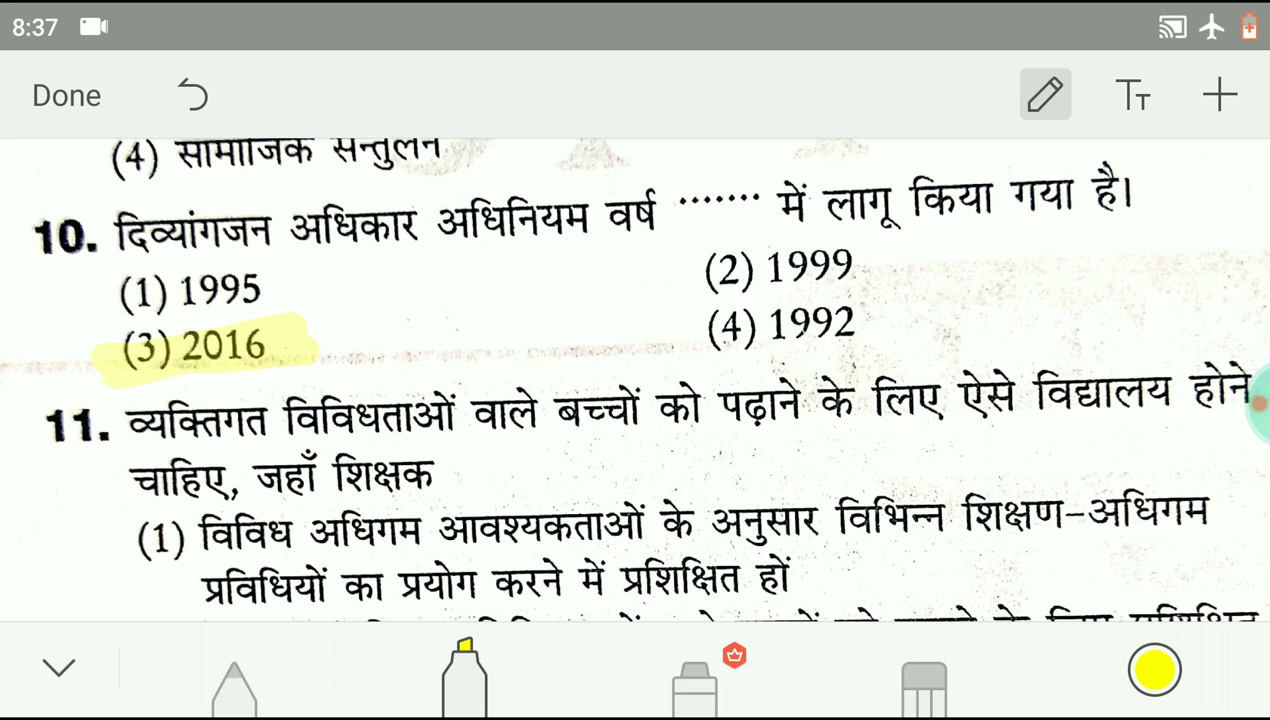 8:37
Done
(4) सामाजिक सन्तुलन
10. दिव्यांगजन अधिकार अधिनियम वर्ष ....... में लागू किया गया है।
(1) 1995
(2) 1999
(3) 2016
(4) 1992
11. व्यक्तिगत विविधताओं वाले बच्चों को पढ़ाने के लिए ऐसे विद्यालय होने
चाहिए, जहाँ शिक्षक
(1) विविध अधिगम आवश्यकताओं के अनुसार विभिन्न शिक्षण-अधिगम
प्रविधियों का प्रयोग करने में प्रशिक्षित हों